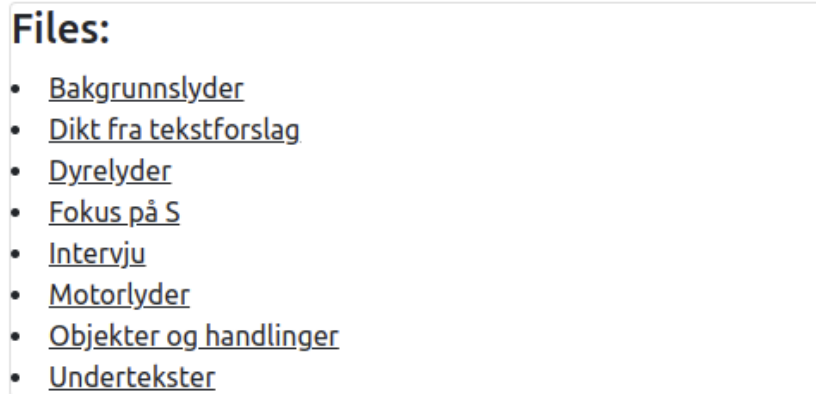 Files:
Bakgrunnslyder
Dikt fra tekstforslag
Dyrelyder
Fokus på S
Intervju
Motorlyder
Objekter og handlinger
Undertekster